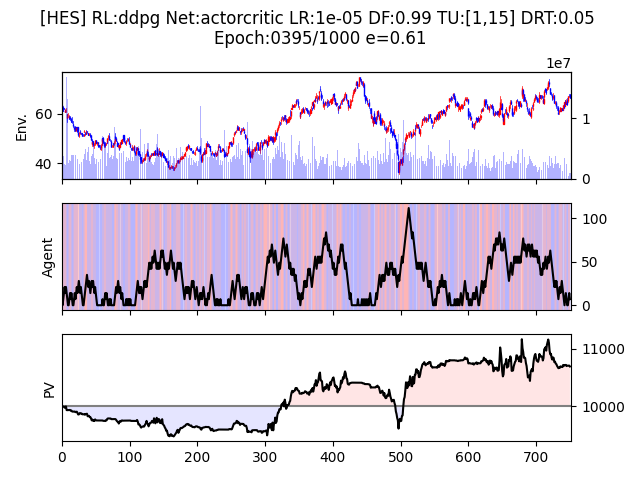 [HES] RL:ddpg Net:actorcritic LR:1e-05 DF:0.99 TU:[1,15] DRT:0.05
Epoch:0395/1000 e=0.61
1e7
Env.
60
40
1
0
Agent
100
50
0
PV
11000
10000
0 100 200 300 400 500 600 700